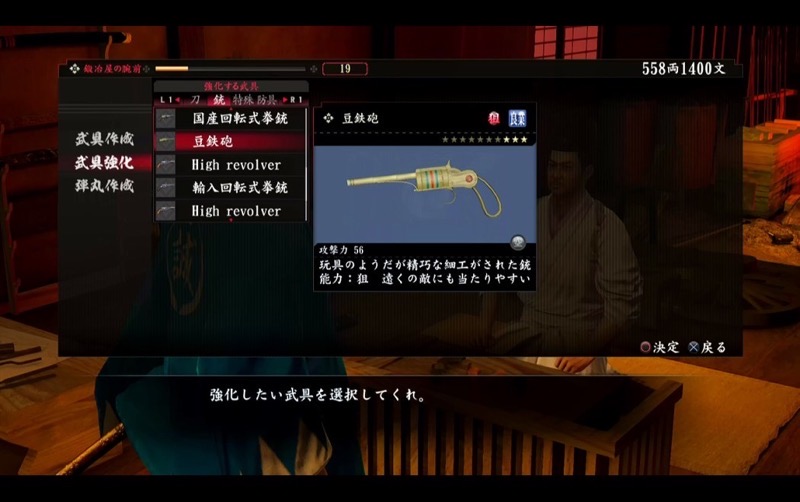 鍛冶屋の腕前
19
558両1400文
強化する武具
L1 刀 銃 特殊 防具 R1
武具作成
武具強化
弾丸作成
国産回転式拳銃
豆鉄砲
High revolver
輸入回転式拳銃
High revolver
豆鉄砲
狙 良業
攻撃力 56
玩具のようだが精巧な細工がされた銃
能力：狙 遠くの敵にも当たりやすい
誠
決定 戻る
強化したい武具を選択してくれ。